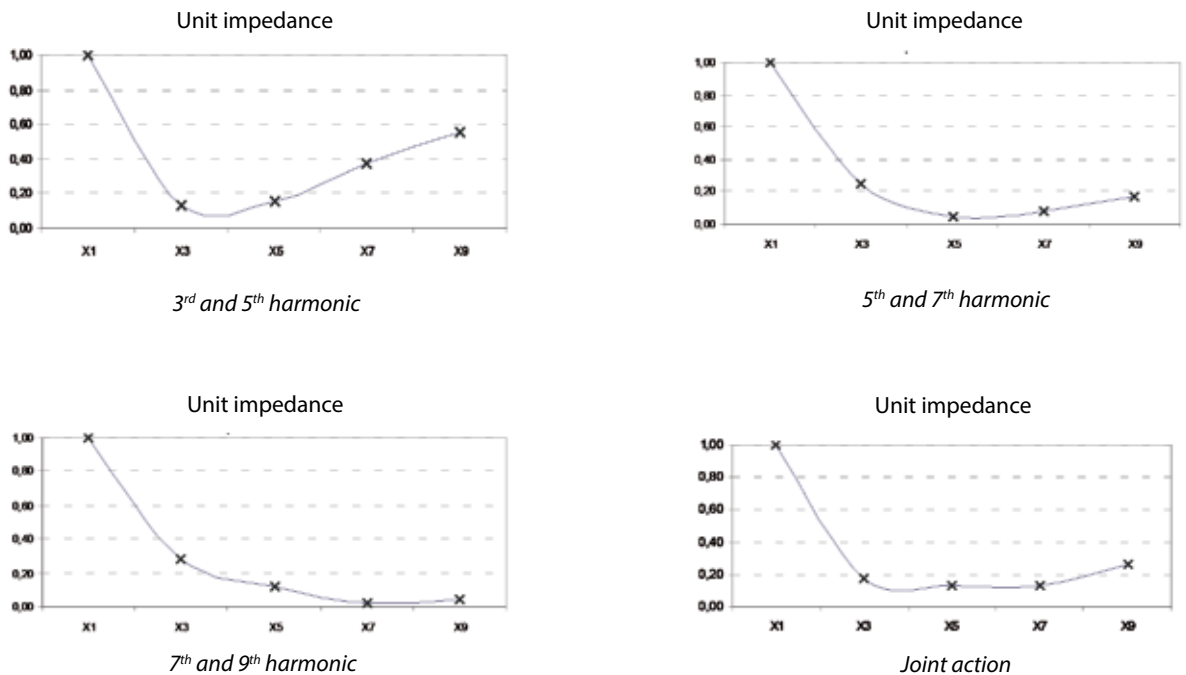 Unit impedance
1,00
0,80
0,60
0,40
0,20
0,00
X1 X3 X5 X7 X9
3rd and 5th harmonic
Unit impedance
1,00
0,80
0,60
0,40
0,20
0,00
X1 X3 X5 X7 X9
5th and 7th harmonic
Unit impedance
1,00
0,80
0,60
0,40
0,20
0,00
X1 X3 X5 X7 X9
7th and 9th harmonic
Unit impedance
1,00
0,80
0,60
0,40
0,20
0,00
X1 X3 X5 X7 X9
Joint action